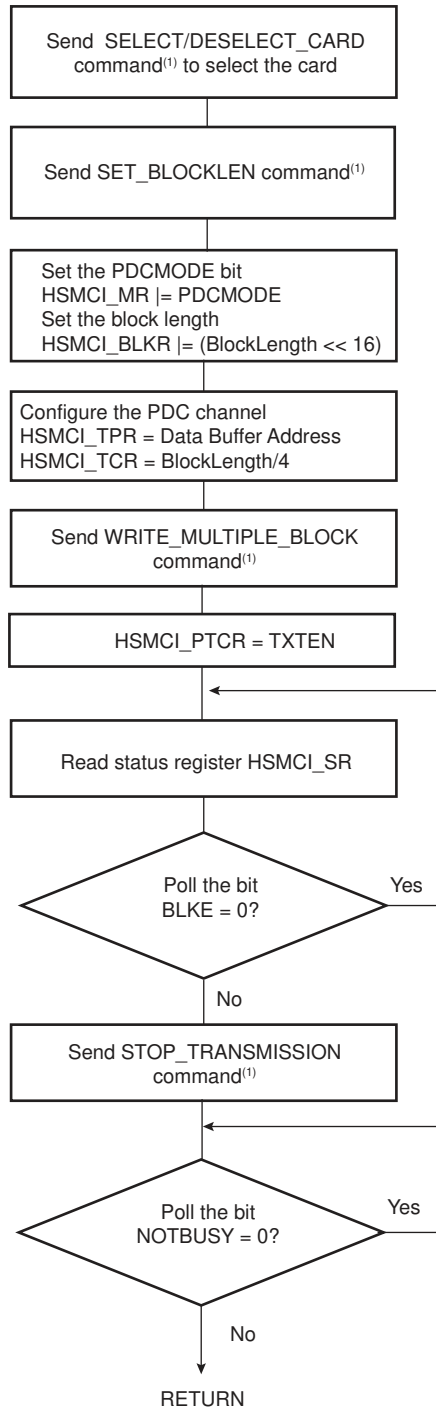 Send SELECT/DESELECT_CARD
command(1) to select the card
Send SET_BLOCKLEN command(1)
Set the PDCMODE bit
HSMCI_MR |= PDCMODE
Set the block length
HSMCI_BLKR |= (BlockLength << 16)
Configure the PDC channel
HSMCI_TPR = Data Buffer Address
HSMCI_TCR = BlockLength/4
Send WRITE_MULTIPLE_BLOCK
command(1)
HSMCI_PTCR = TXTEN
Read status register HSMCI_SR
Poll the bit
BLKE = 0?
Yes
No
Send STOP_TRANSMISSION
command(1)
Poll the bit
NOTBUSY = 0?
Yes
No
RETURN